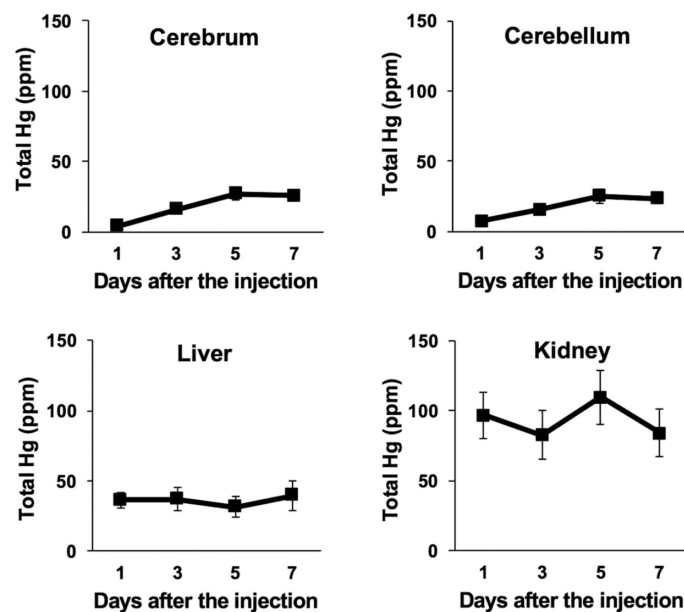 Cerebrum
Total Hg (ppm)
150
100
50
0
1 3 5 7
Days after the injection
Cerebellum
Total Hg (ppm)
150
100
50
0
1 3 5 7
Days after the injection
Liver
Total Hg (ppm)
150
100
50
0
1 3 5 7
Days after the injection
Kidney
Total Hg (ppm)
150
100
50
0
1 3 5 7
Days after the injection